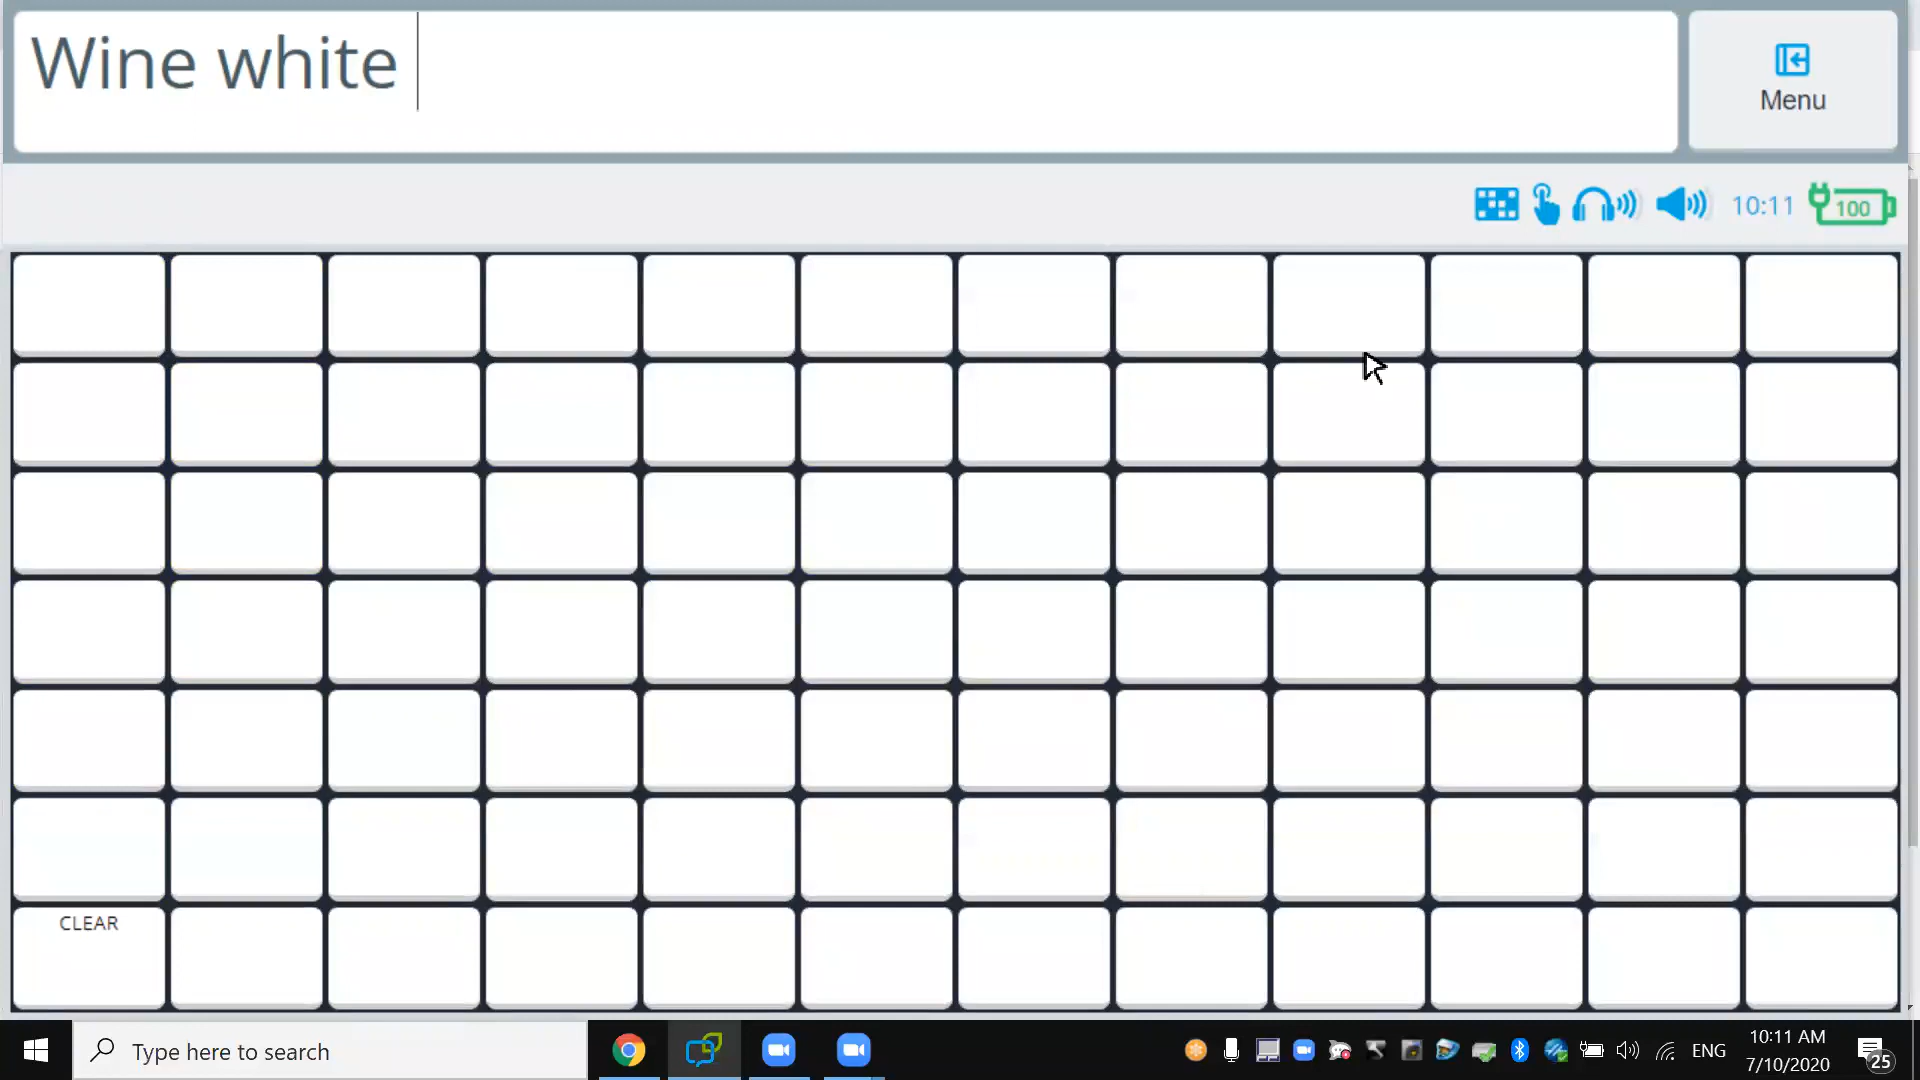 Wine white
Menu
10:11
100
CLEAR
Type here to search
ENG
10:11 AM
7/10/2020
25